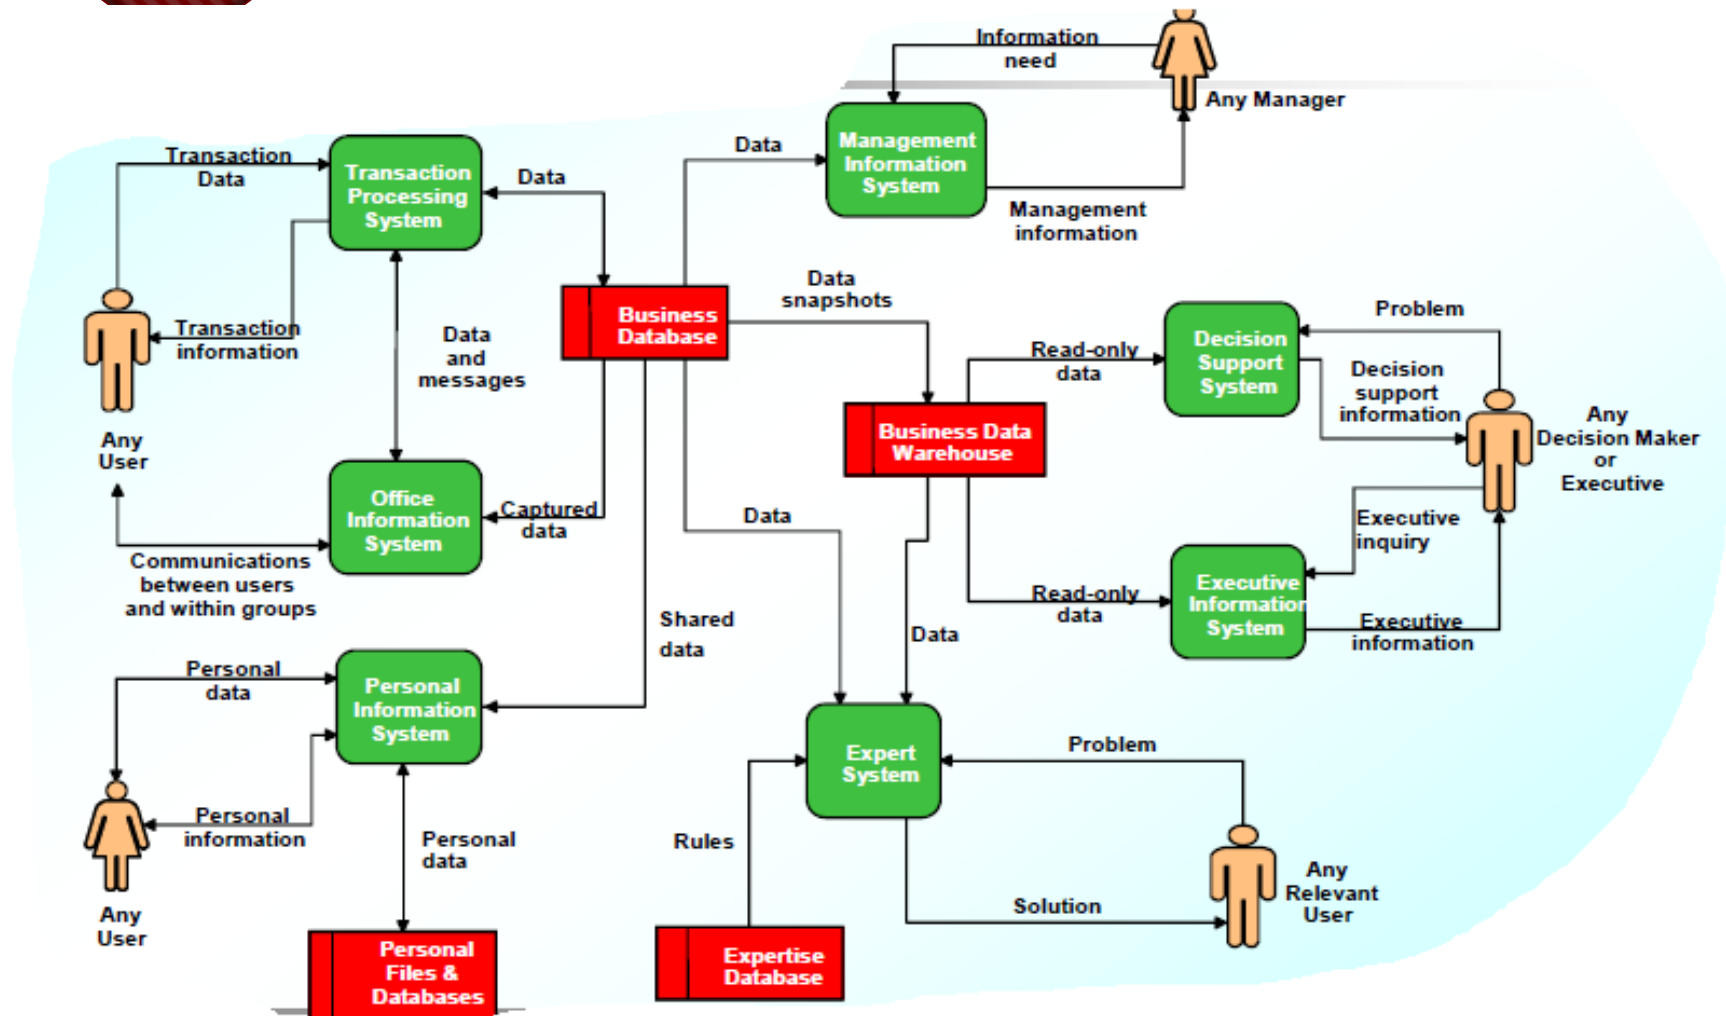 Information
need
Any Manager
Transaction
Data
Transaction
Processing
System
Data
Data
Management
Information
System
Management
information
Transaction
information
Any
User
Data
and
messages
Business
Database
Data
snapshots
Read-only
data
Decision
Support
System
Problem
Decision
support
information
Any
Decision Maker
or
Executive
Business Data
Warehouse
Office
Information
System
Captured
data
Data
Communications
between users
and within groups
Executive
inquiry
Read-only
data
Executive
Information
System
Executive
information
Shared
data
Data
Personal
data
Personal
Information
System
Personal
information
Any
User
Personal
data
Personal
Files &
Databases
Expert
System
Problem
Rules
Solution
Any
Relevant
User
Expertise
Database